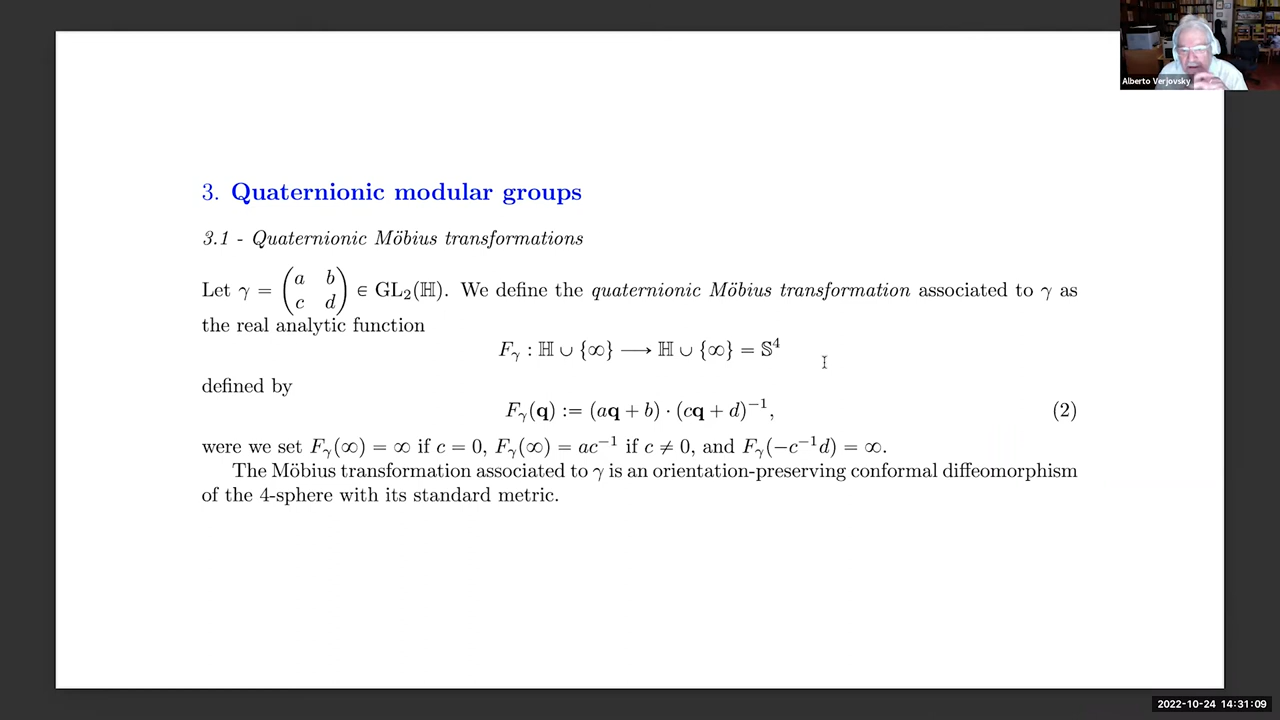 Alberto Verjovsky
3. Quaternionic modular groups
3.1 - Quaternionic Möbius transformations
Let γ = (a b; c d) ∈ GL₂(ℍ). We define the quaternionic Möbius transformation associated to γ as
the real analytic function
F_γ : ℍ ∪ {∞} ⟶ ℍ ∪ {∞} = 𝕊⁴
defined by
F_γ(q) := (aq + b) · (cq + d)⁻¹, (2)
were we set F_γ(∞) = ∞ if c = 0, F_γ(∞) = ac⁻¹ if c ≠ 0, and F_γ(−c⁻¹d) = ∞.
The Möbius transformation associated to γ is an orientation-preserving conformal diffeomorphism
of the 4-sphere with its standard metric.
2022-10-24 14:31:09